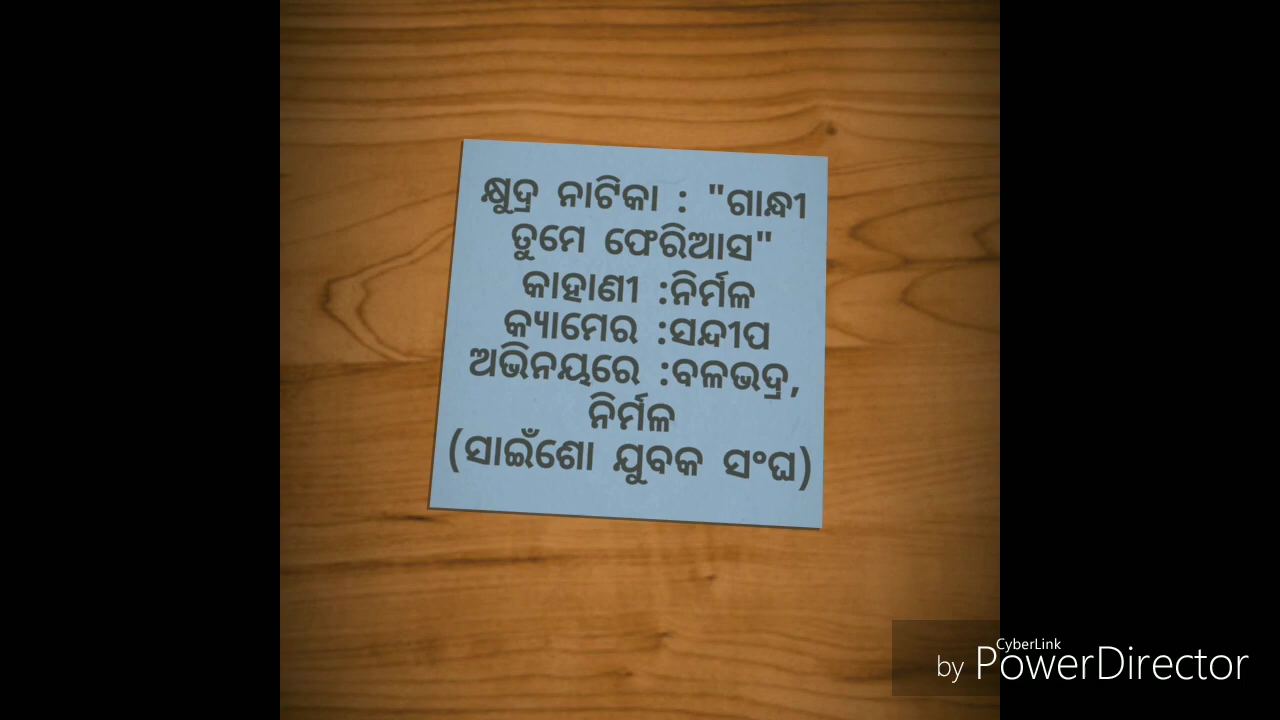 କ୍ଷୁଦ୍ର ନାଟିକା : "ଗାନ୍ଧୀ
ତୁମେ ଫେରିଆସ"
କାହାଣୀ :ନିର୍ମଳ
କ୍ୟାମେର :ସନ୍ଦୀପ
ଅଭିନୟରେ :ବଳଭଦ୍ର,
ନିର୍ମଳ
(ସାଇଁଶୋ ଯୁବକ ସଂଘ)
CyberLink
by PowerDirector